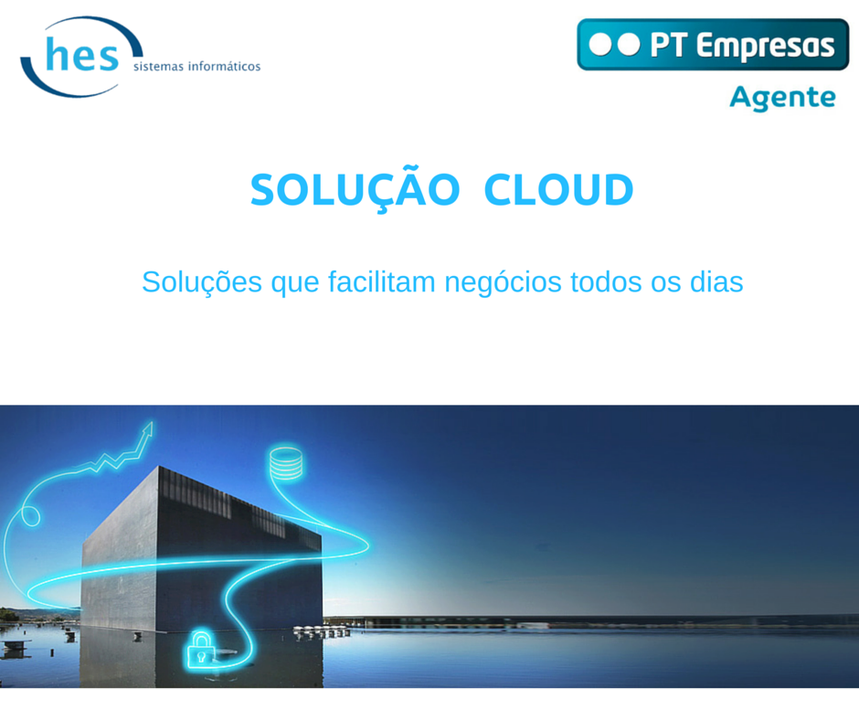 hes sistemas informáticos
PT Empresas
Agente
SOLUÇÃO CLOUD
Soluções que facilitam negócios todos os dias